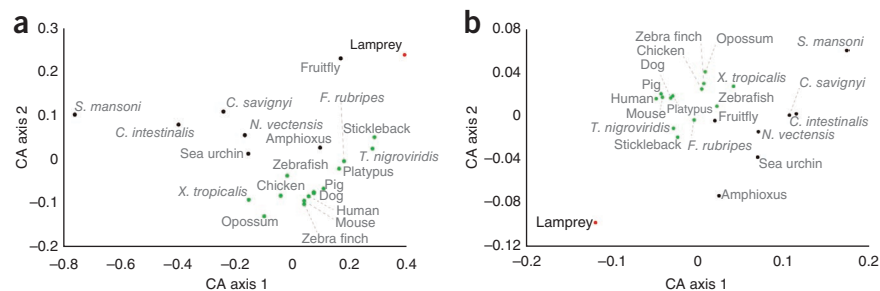 a
0.3
0.2
0.1
0
–0.1
–0.2
CA axis 2
Lamprey
Fruitfly
F. rubripes
C. savignyi
S. mansoni
Stickleback
N. vectensis
C. intestinalis
Amphioxus
Sea urchin
T. nigroviridis
Zebrafish
Platypus
Chicken
Pig
X. tropicalis
Dog
Human
Opossum
Mouse
Zebra finch
–0.8 –0.6 –0.4 –0.2 0 0.2 0.4
CA axis 1
b
0.08
0.04
0
–0.04
–0.08
–0.12
CA axis 2
Zebra finch
Opossum
S. mansoni
Chicken
Dog
X. tropicalis
C. savignyi
Pig
Human
Zebrafish
Platypus
Mouse
Fruitfly
C. intestinalis
T. nigroviridis
N. vectensis
Stickleback
F. rubripes
Sea urchin
Amphioxus
Lamprey
–0.2 –0.1 0 0.1 0.2
CA axis 1